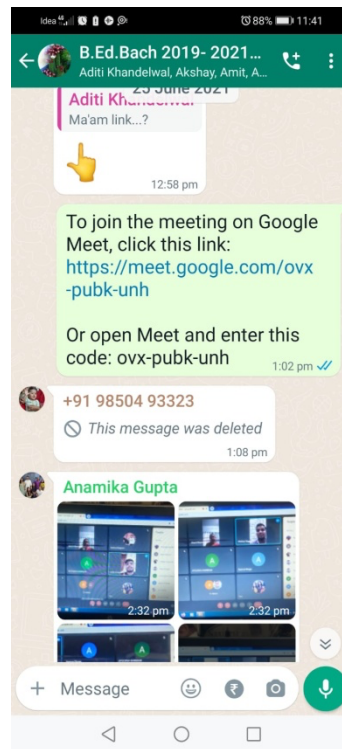 Idea 88% 11:41
B.Ed.Bach 2019- 2021...
Aditi Khandelwal, Akshay, Amit, A...
25 June 2021
Aditi Khandelwal
Ma'am link...?
12:58 pm
To join the meeting on Google
Meet, click this link:
https://meet.google.com/ovx
-pubk-unh
Or open Meet and enter this
code: ovx-pubk-unh
1:02 pm
+91 98504 93323
This message was deleted
1:08 pm
Anamika Gupta
2:32 pm
2:32 pm
Message